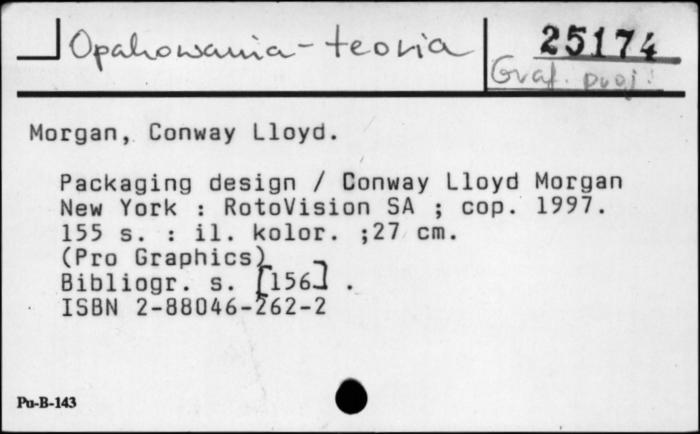 Opakowania - teoria
25174
Graf. proj.
Morgan, Conway Lloyd.
Packaging design / Conway Lloyd Morgan
New York : RotoVision SA ; cop. 1997.
155 s. : il. kolor. ;27 cm.
(Pro Graphics)
Bibliogr. s. [156] .
ISBN 2-88046-262-2
Pu-B-143